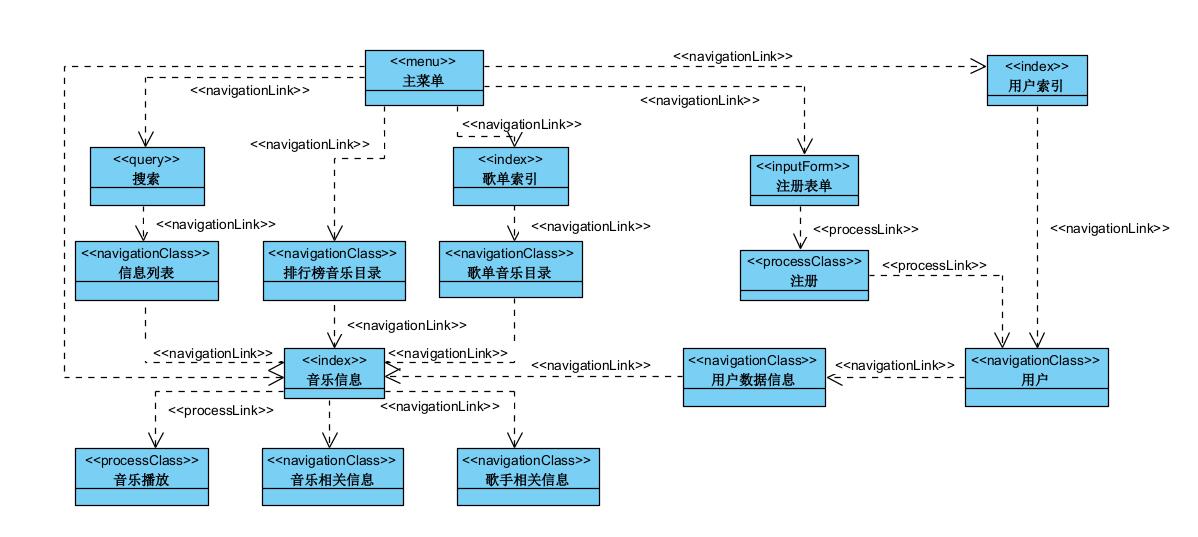 <<menu>>
主菜单
<<navigationLink>>
<<index>>
用户索引
<<navigationLink>>
<<navigationLink>>
<<navigationLink>>
<<navigationLink>>
<<query>>
搜索
<<index>>
歌单索引
<<inputForm>>
注册表单
<<navigationLink>>
<<navigationLink>>
<<processLink>>
<<navigationLink>>
<<navigationClass>>
信息列表
<<navigationClass>>
排行榜音乐目录
<<navigationClass>>
歌单音乐目录
<<processClass>>
注册
<<processLink>>
<<navigationLink>>
<<navigationLink>>
<<index>>
音乐信息
<<navigationLink>>
<<navigationLink>>
<<navigationClass>>
用户数据信息
<<navigationLink>>
<<navigationClass>>
用户
<<processLink>>
<<navigationLink>>
<<processClass>>
音乐播放
<<navigationClass>>
音乐相关信息
<<navigationClass>>
歌手相关信息